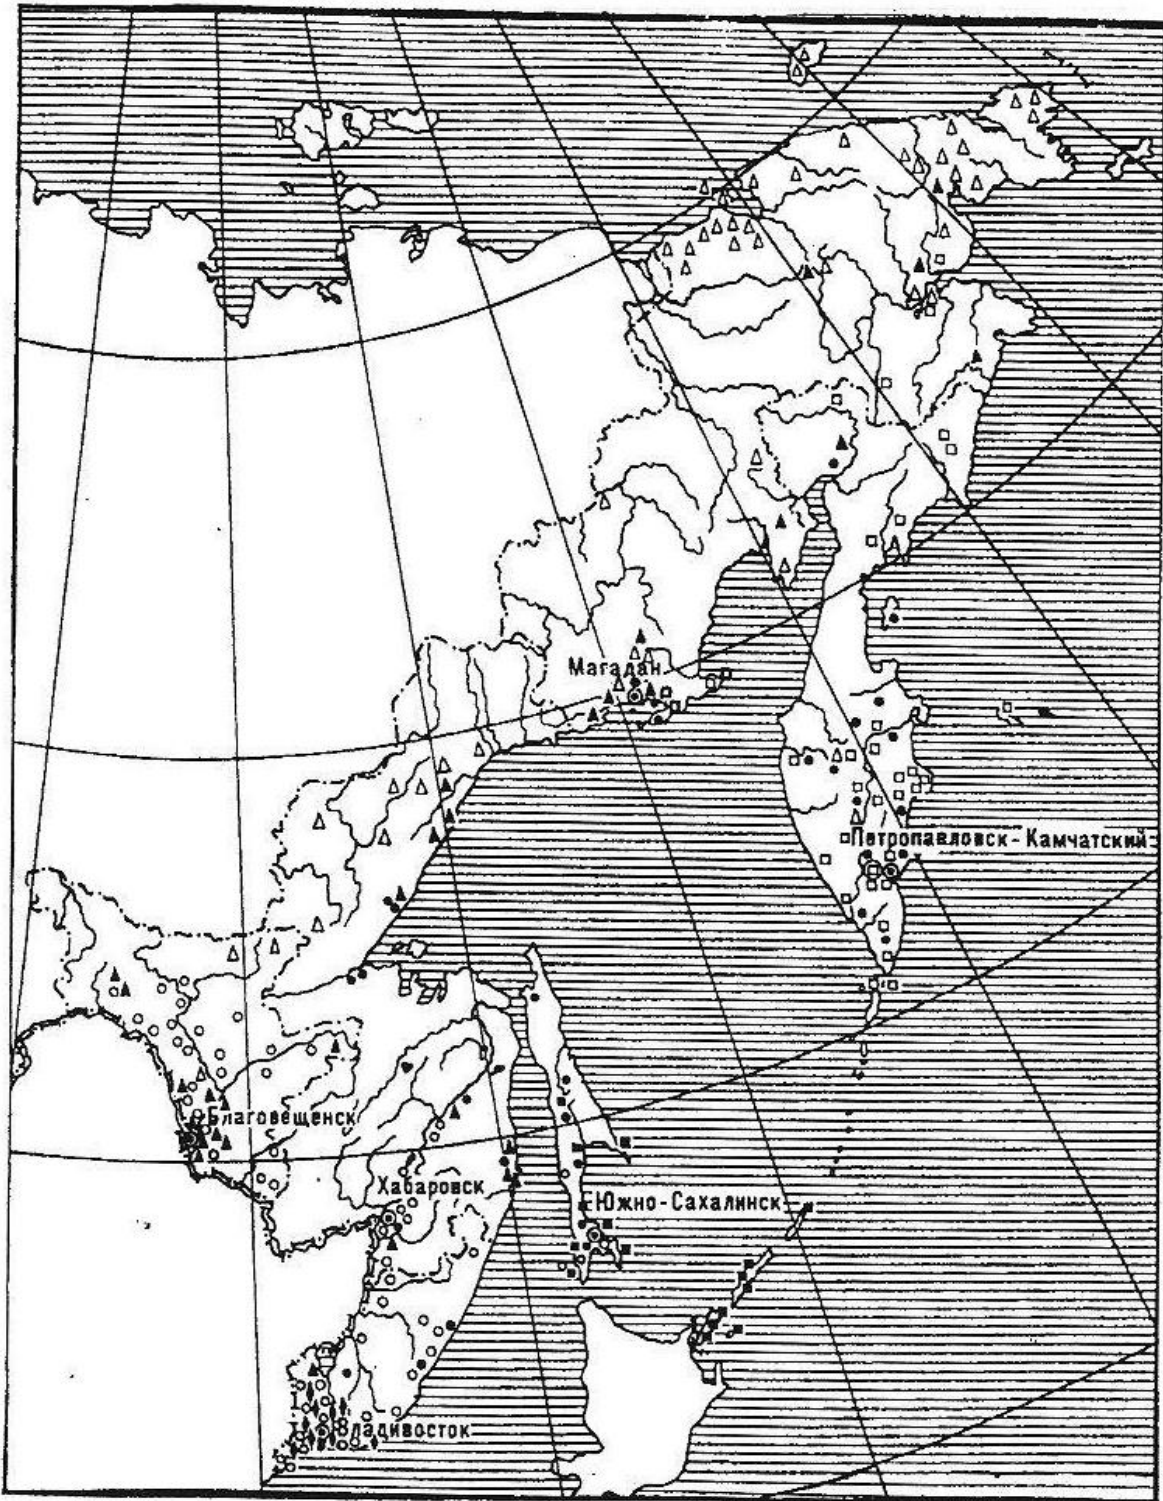 Магадан
Петропавловск-Камчатский
Благовещенск
Хабаровск
Южно-Сахалинск
Владивосток